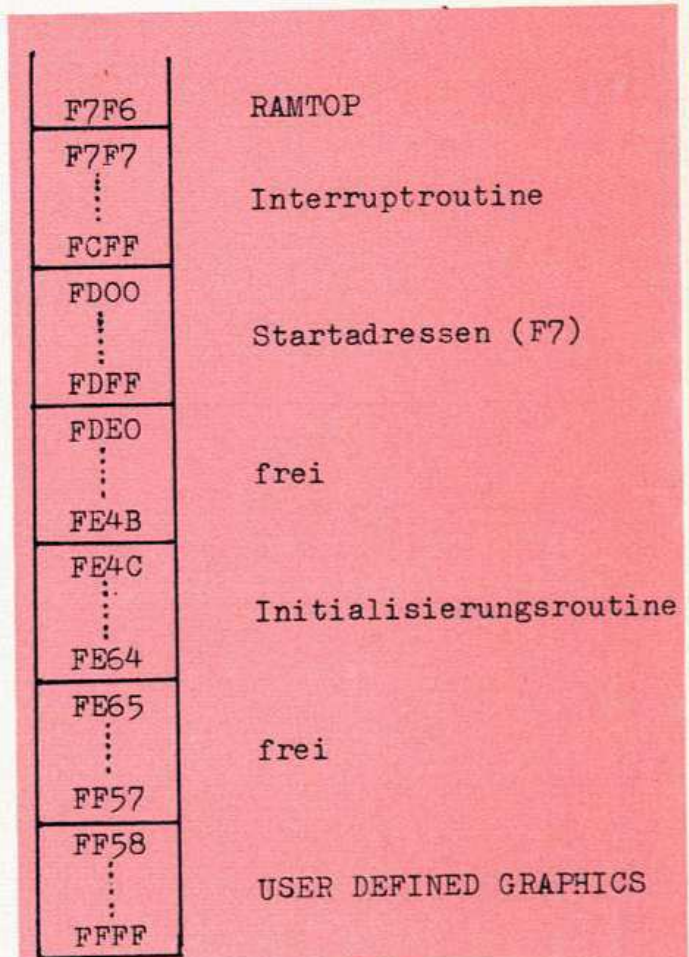 F7F6 RAMTOP
F7F7
Interruptroutine
FCFF
FD00
Startadressen (F7)
FDFF
FDE0
frei
FE4B
FE4C
Initialisierungsroutine
FE64
FE65
frei
FF57
FF58
USER DEFINED GRAPHICS
FFFF